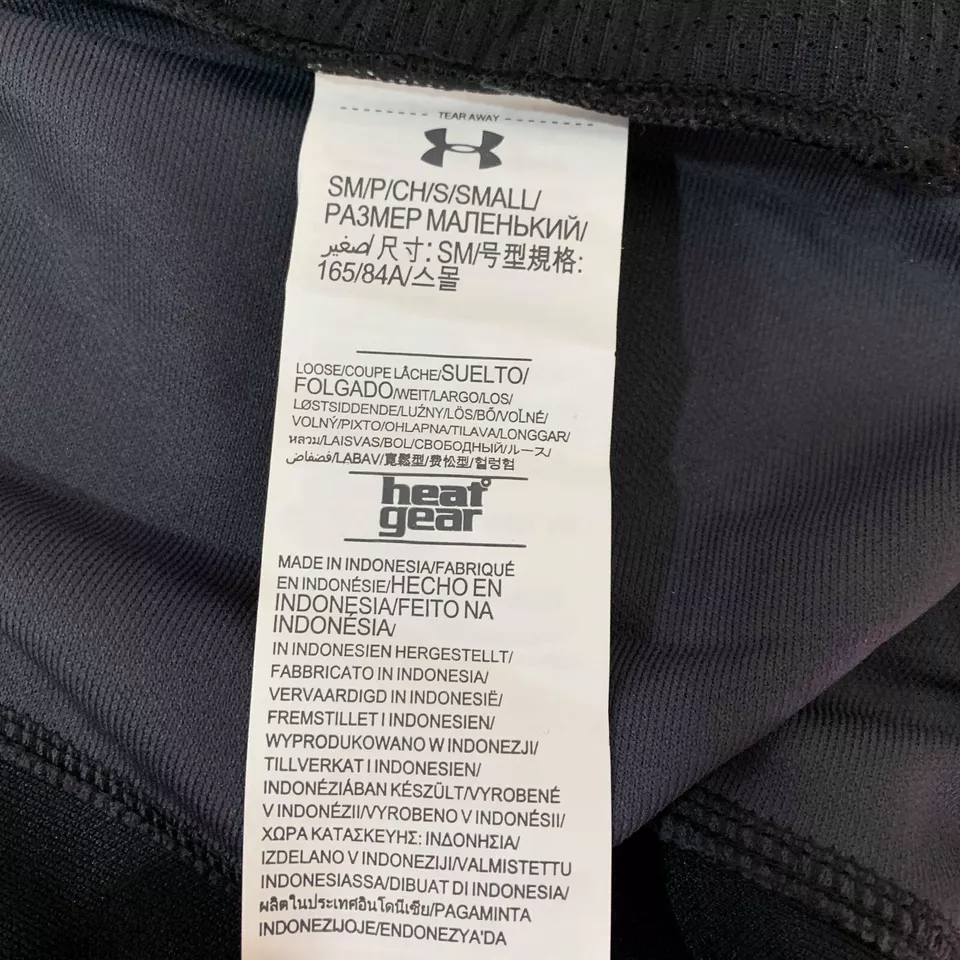 TEAR AWAY
SM/P/CH/S/SMALL/
РАЗМЕР МАЛЕНЬКИЙ/
صغير/尺寸: SM/号型規格:
165/84A/스몰
LOOSE/COUPE LÂCHE/SUELTO/
FOLGADO/WEIT/LARGO/LOS/
LØSTSIDDENDE/LUŹNY/LÖS/BŐ/VOĽNÉ/
VOLNÝ/PIXTO/OHLAPNA/TILAVA/LONGGAR/
หลวม/LAISVAS/BOL/СВОБОДНЫЙ/ルース/
فضفاض/LABAV/寬鬆型/费松型/헐렁험
heat
gear
MADE IN INDONESIA/FABRIQUÉ
EN INDONÉSIE/HECHO EN
INDONESIA/FEITO NA
INDONÉSIA/
IN INDONESIEN HERGESTELLT/
FABBRICATO IN INDONESIA/
VERVAARDIGD IN INDONESIË/
FREMSTILLET I INDONESIEN/
WYPRODUKOWANO W INDONEZJI/
TILLVERKAT I INDONESIEN/
INDONÉZIÁBAN KÉSZÜLT/VYROBENÉ
V INDONÉZII/VYROBENO V INDONÉSII/
ΧΩΡΑ ΚΑΤΑΣΚΕΥΗΣ: ΙΝΔΟΝΗΣΙΑ/
IZDELANO V INDONEZIJI/VALMISTETTU
INDONESIASSA/DIBUAT DI INDONESIA/
ผลิตในประเทศอินโดนีเซีย/PAGAMINTA
INDONEZIJOJE/ENDONEZYA'DA